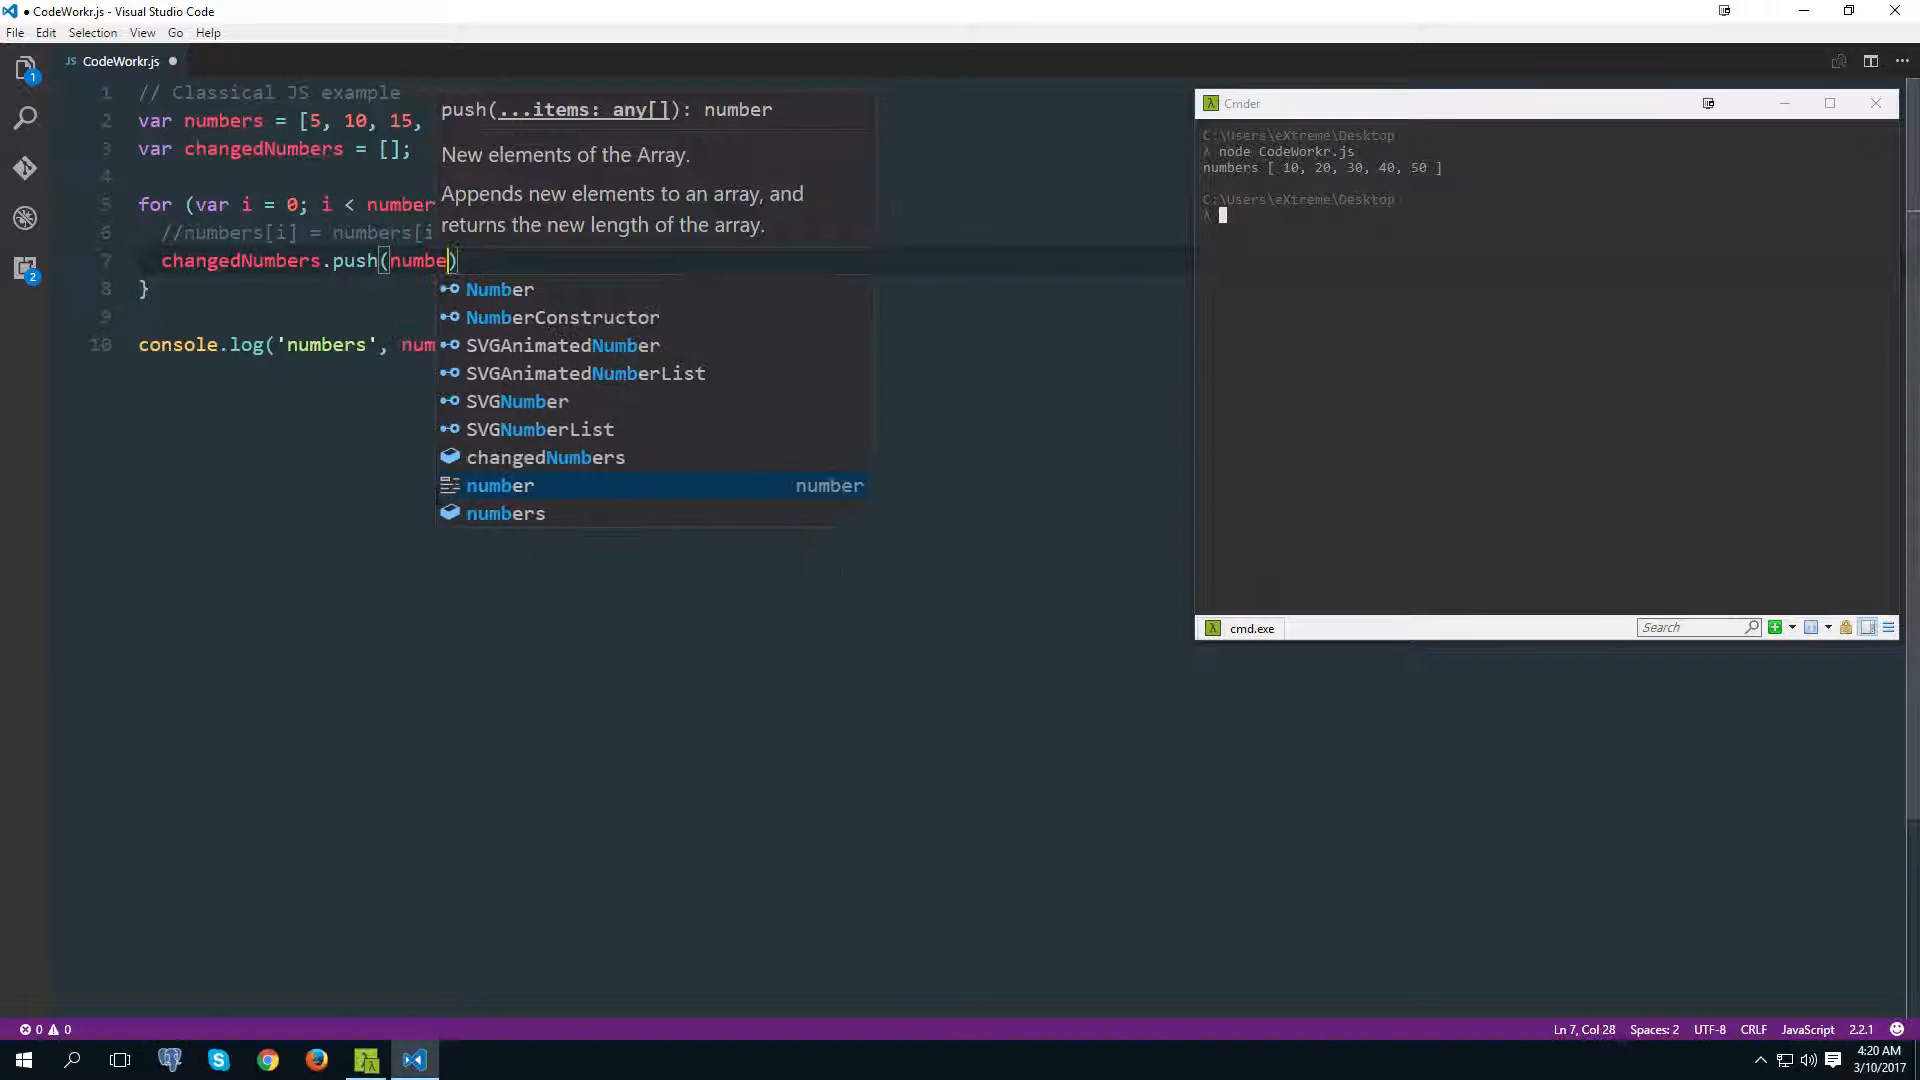 CodeWorkr.js - Visual Studio Code
File Edit Selection View Go Help
JS CodeWorkr.js
1 // Classical JS example
2 var numbers = [5, 10, 15,
3 var changedNumbers = [];
4
5 for (var i = 0; i < number
6 //numbers[i] = numbers[i
7 changedNumbers.push(numbe)
8 }
9
10 console.log('numbers', num
push(...items: any[]): number
New elements of the Array.
Appends new elements to an array, and
returns the new length of the array.
Number
NumberConstructor
SVGAnimatedNumber
SVGAnimatedNumberList
SVGNumber
SVGNumberList
changedNumbers
number number
numbers
1
2
λ Cmder
C:\Users\eXtreme\Desktop
λ node CodeWorkr.js
numbers [ 10, 20, 30, 40, 50 ]
C:\Users\eXtreme\Desktop
λ
λ cmd.exe
Search
0 0
Ln 7, Col 28 Spaces: 2 UTF-8 CRLF JavaScript 2.2.1
4:20 AM
3/10/2017